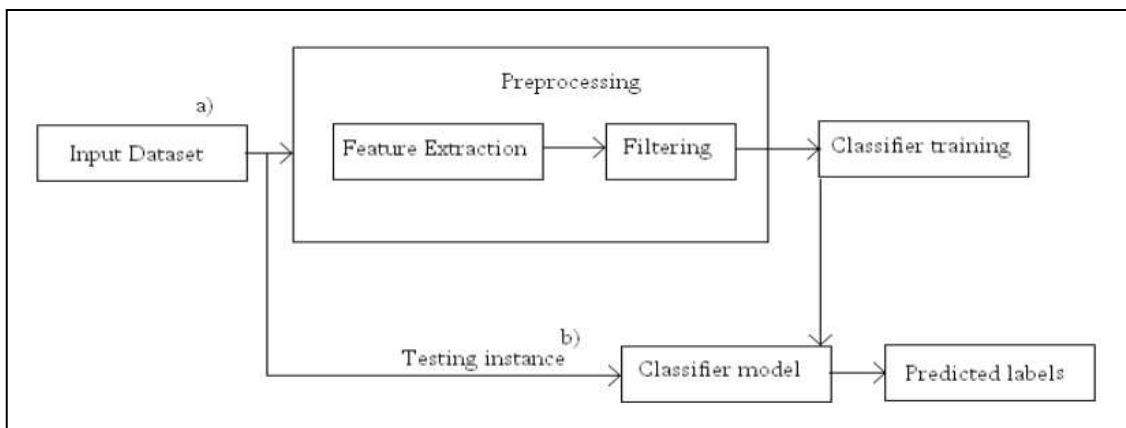 Preprocessing
a)
Input Dataset
Feature Extraction
Filtering
Classifier training
b)
Testing instance
Classifier model
Predicted labels